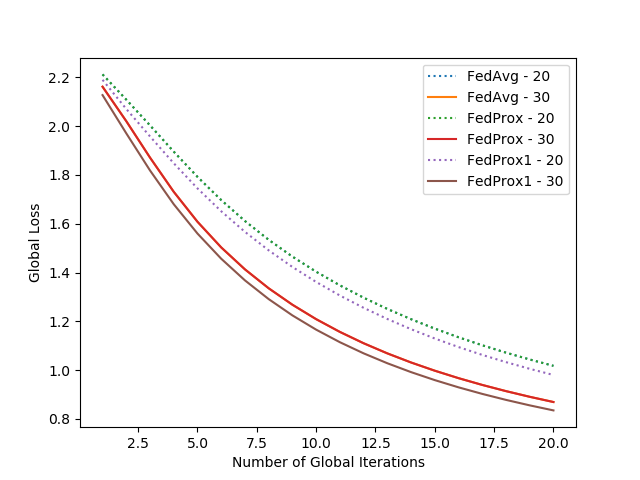 2.2
2.0
1.8
1.6
1.4
1.2
1.0
0.8
Global Loss
FedAvg - 20
FedAvg - 30
FedProx - 20
FedProx - 30
FedProx1 - 20
FedProx1 - 30
2.5 5.0 7.5 10.0 12.5 15.0 17.5 20.0
Number of Global Iterations